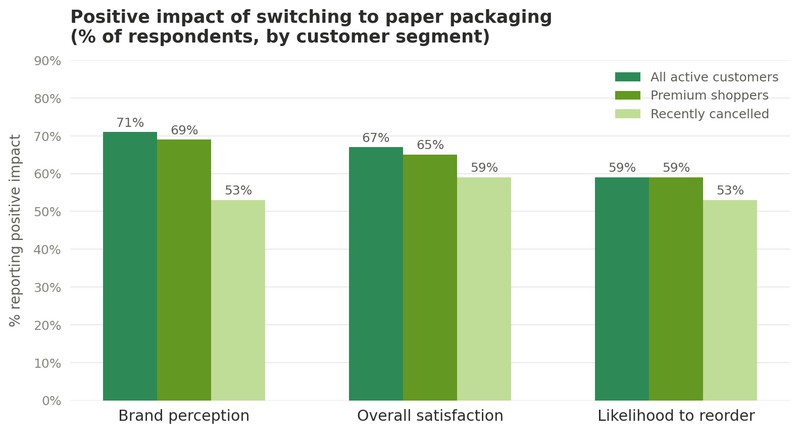 Positive impact of switching to paper packaging
(% of respondents, by customer segment)
% reporting positive impact
90%
80%
70%
60%
50%
40%
30%
20%
10%
0%
All active customers
Premium shoppers
Recently cancelled
71%
69%
53%
67%
65%
59%
59%
59%
53%
Brand perception
Overall satisfaction
Likelihood to reorder